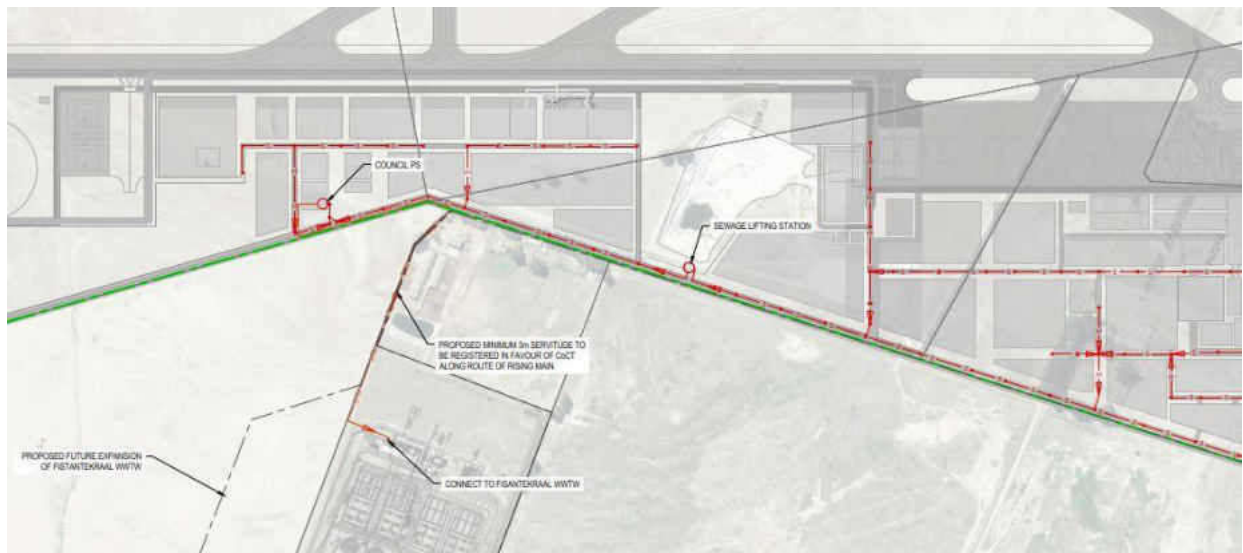 COUNCIL PS
SEWAGE LIFTING STATION
PROPOSED MINIMUM 3m SERVITUDE TO
BE REGISTERED IN FAVOUR OF CoCT
ALONG ROUTE OF RISING MAIN
PROPOSED FUTURE EXPANSION
OF FISTANTEKRAAL WWTW
CONNECT TO FISANTEKRAAL WWTW